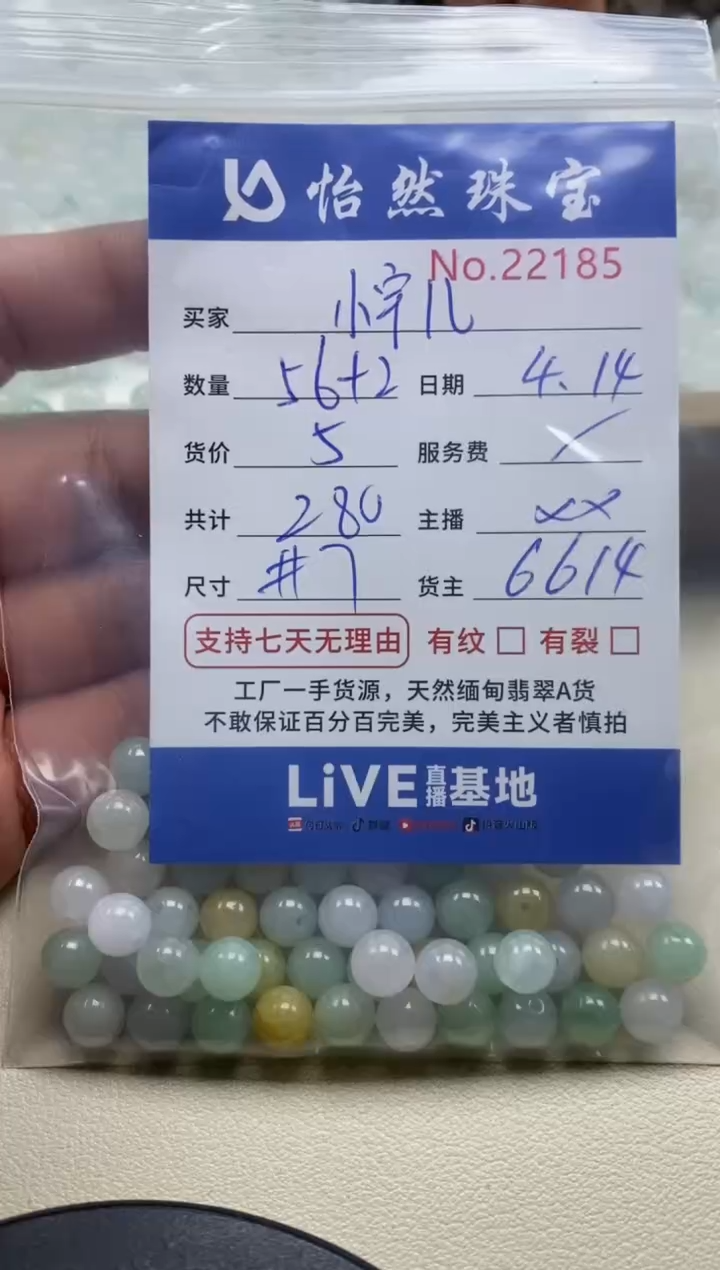 怡然珠宝
No.22185
买家 小宇儿
数量 56+2 日期 4.14
货价 5 服务费 /
共计 280 主播 xx
尺寸 #7 货主 6614
支持七天无理由 有纹 有裂
工厂一手货源，天然缅甸翡翠A货
不敢保证百分百完美，完美主义者慎拍
LiVE直播基地